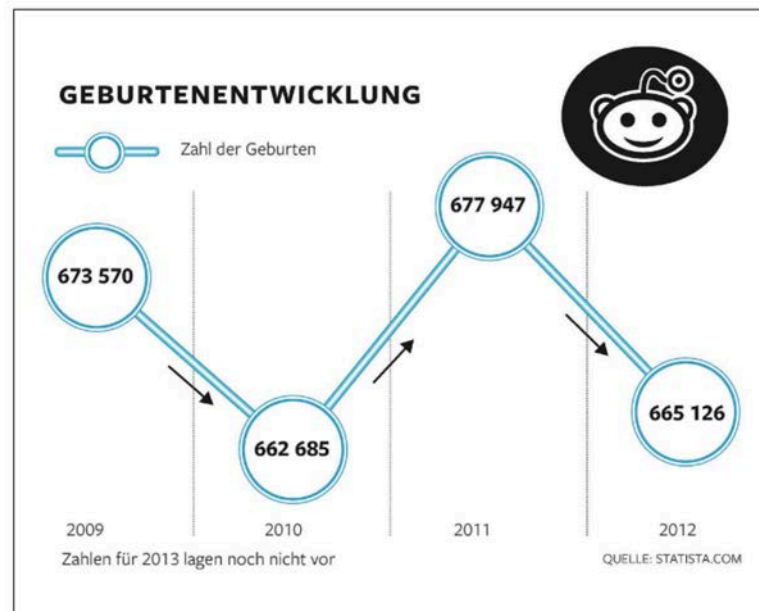 GEBURTENENTWICKLUNG
Zahl der Geburten
677 947
673 570
665 126
662 685
2009
2010
2011
2012
Zahlen für 2013 lagen noch nicht vor
QUELLE: STATISTA.COM